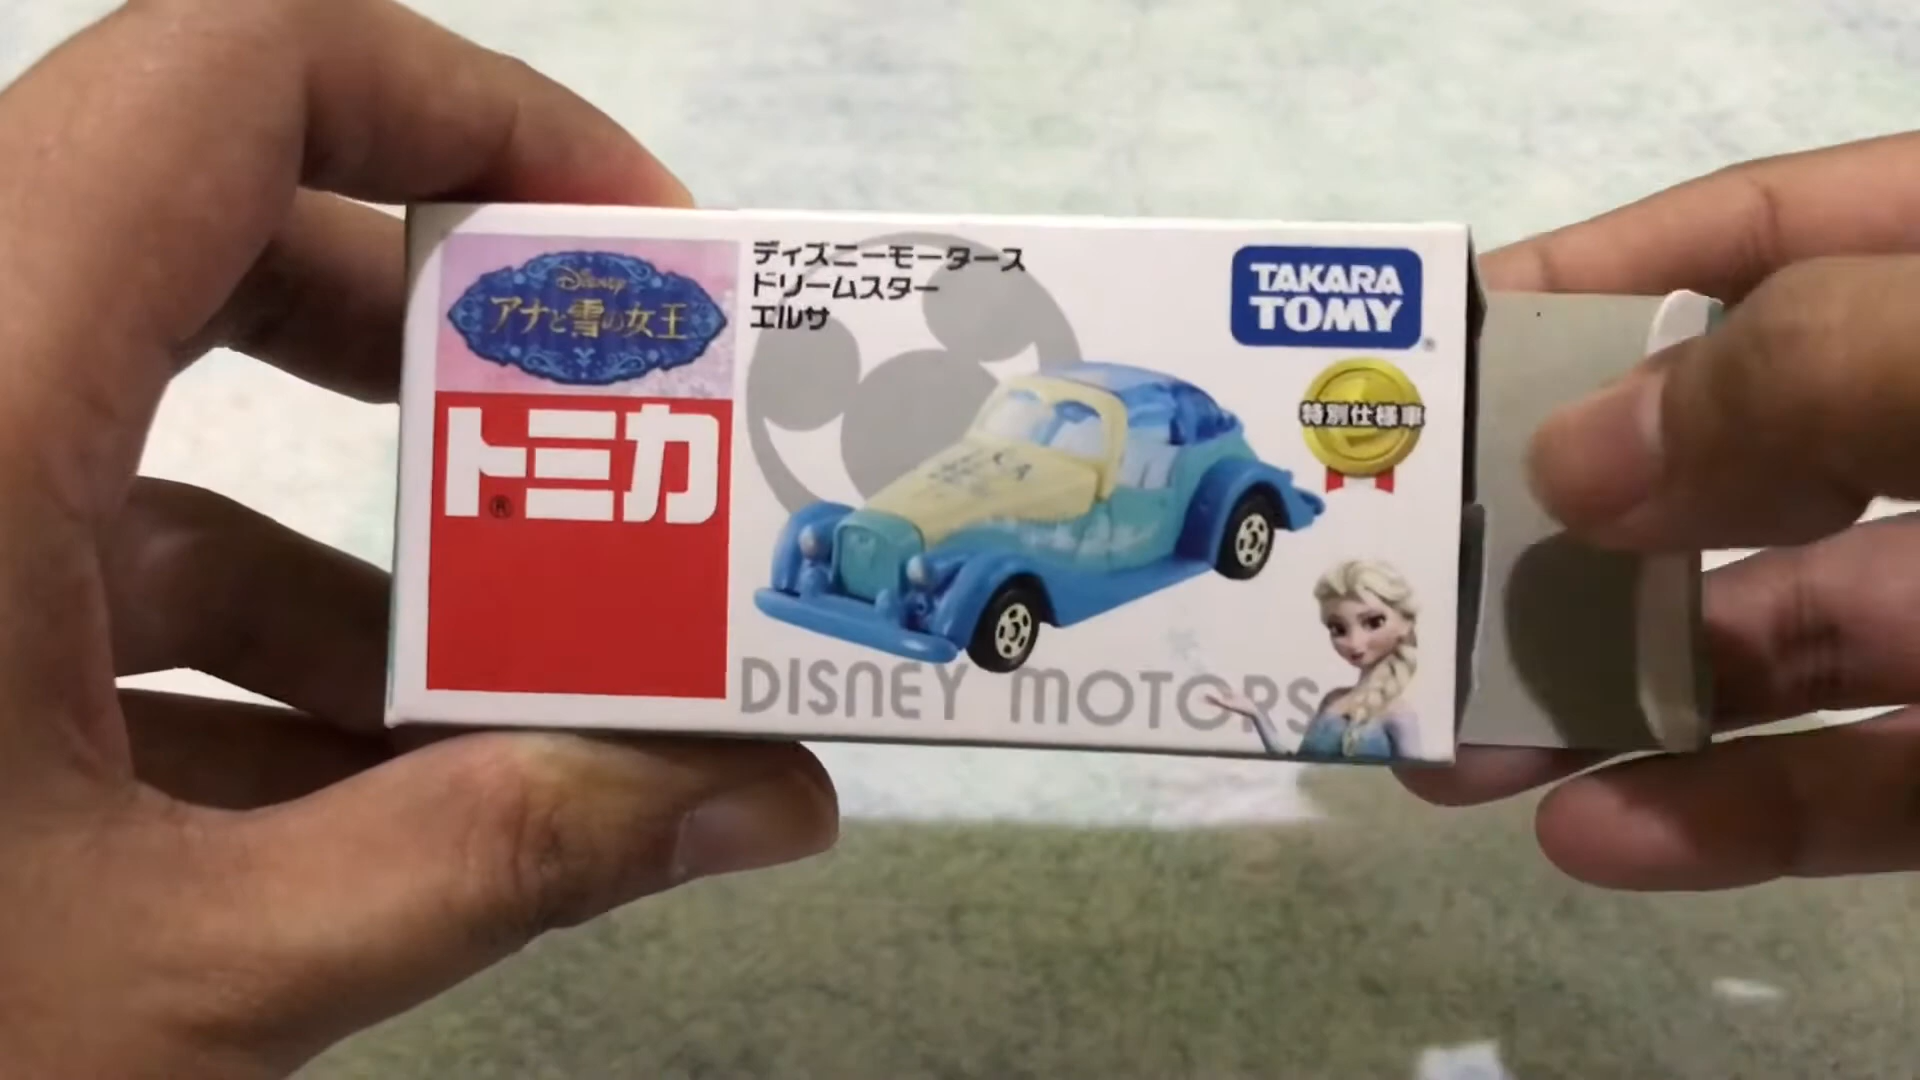 Disney
アナと雪の女王
トミカ
®
ディズニーモータース
ドリームスター
エルサ
TAKARA
TOMY
®
特別仕様車
DISNEY MOTORS